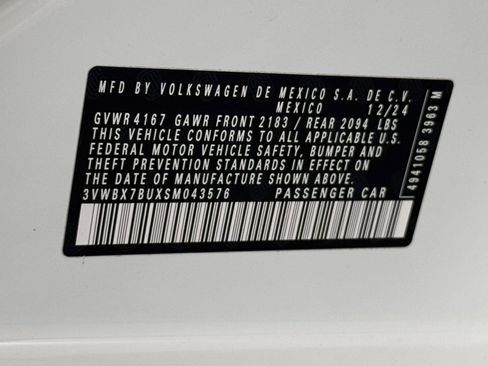 MFD BY VOLKSWAGEN DE MEXICO S.A. DE C.V.
MEXICO 12/24
GVWR 4167 GAWR FRONT 2183 / REAR 2094 LBS
THIS VEHICLE CONFORMS TO ALL APPLICABLE U.S.
FEDERAL MOTOR VEHICLE SAFETY, BUMPER AND
THEFT PREVENTION STANDARDS IN EFFECT ON
THE DATE OF MANUFACTURE SHOWN ABOVE.
3VWBX7BUXSM043576 PASSENGER CAR
4941058 3963 M